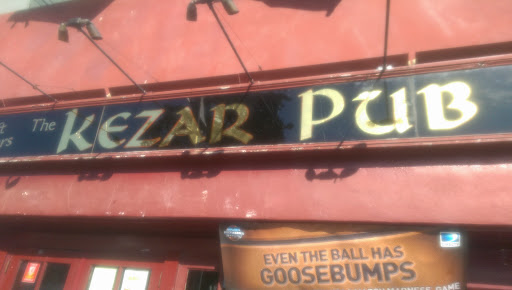 The KEZAR PUB
EVEN THE BALL HAS
GOOSEBUMPS